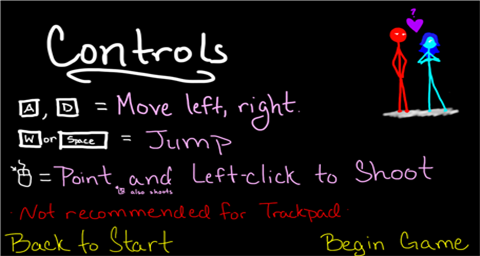 Controls
?
A, D = Move left, right.
W or Space = Jump
= Point and Left-click to Shoot
also shoots
Not recommended for Trackpad
Back to Start
Begin Game